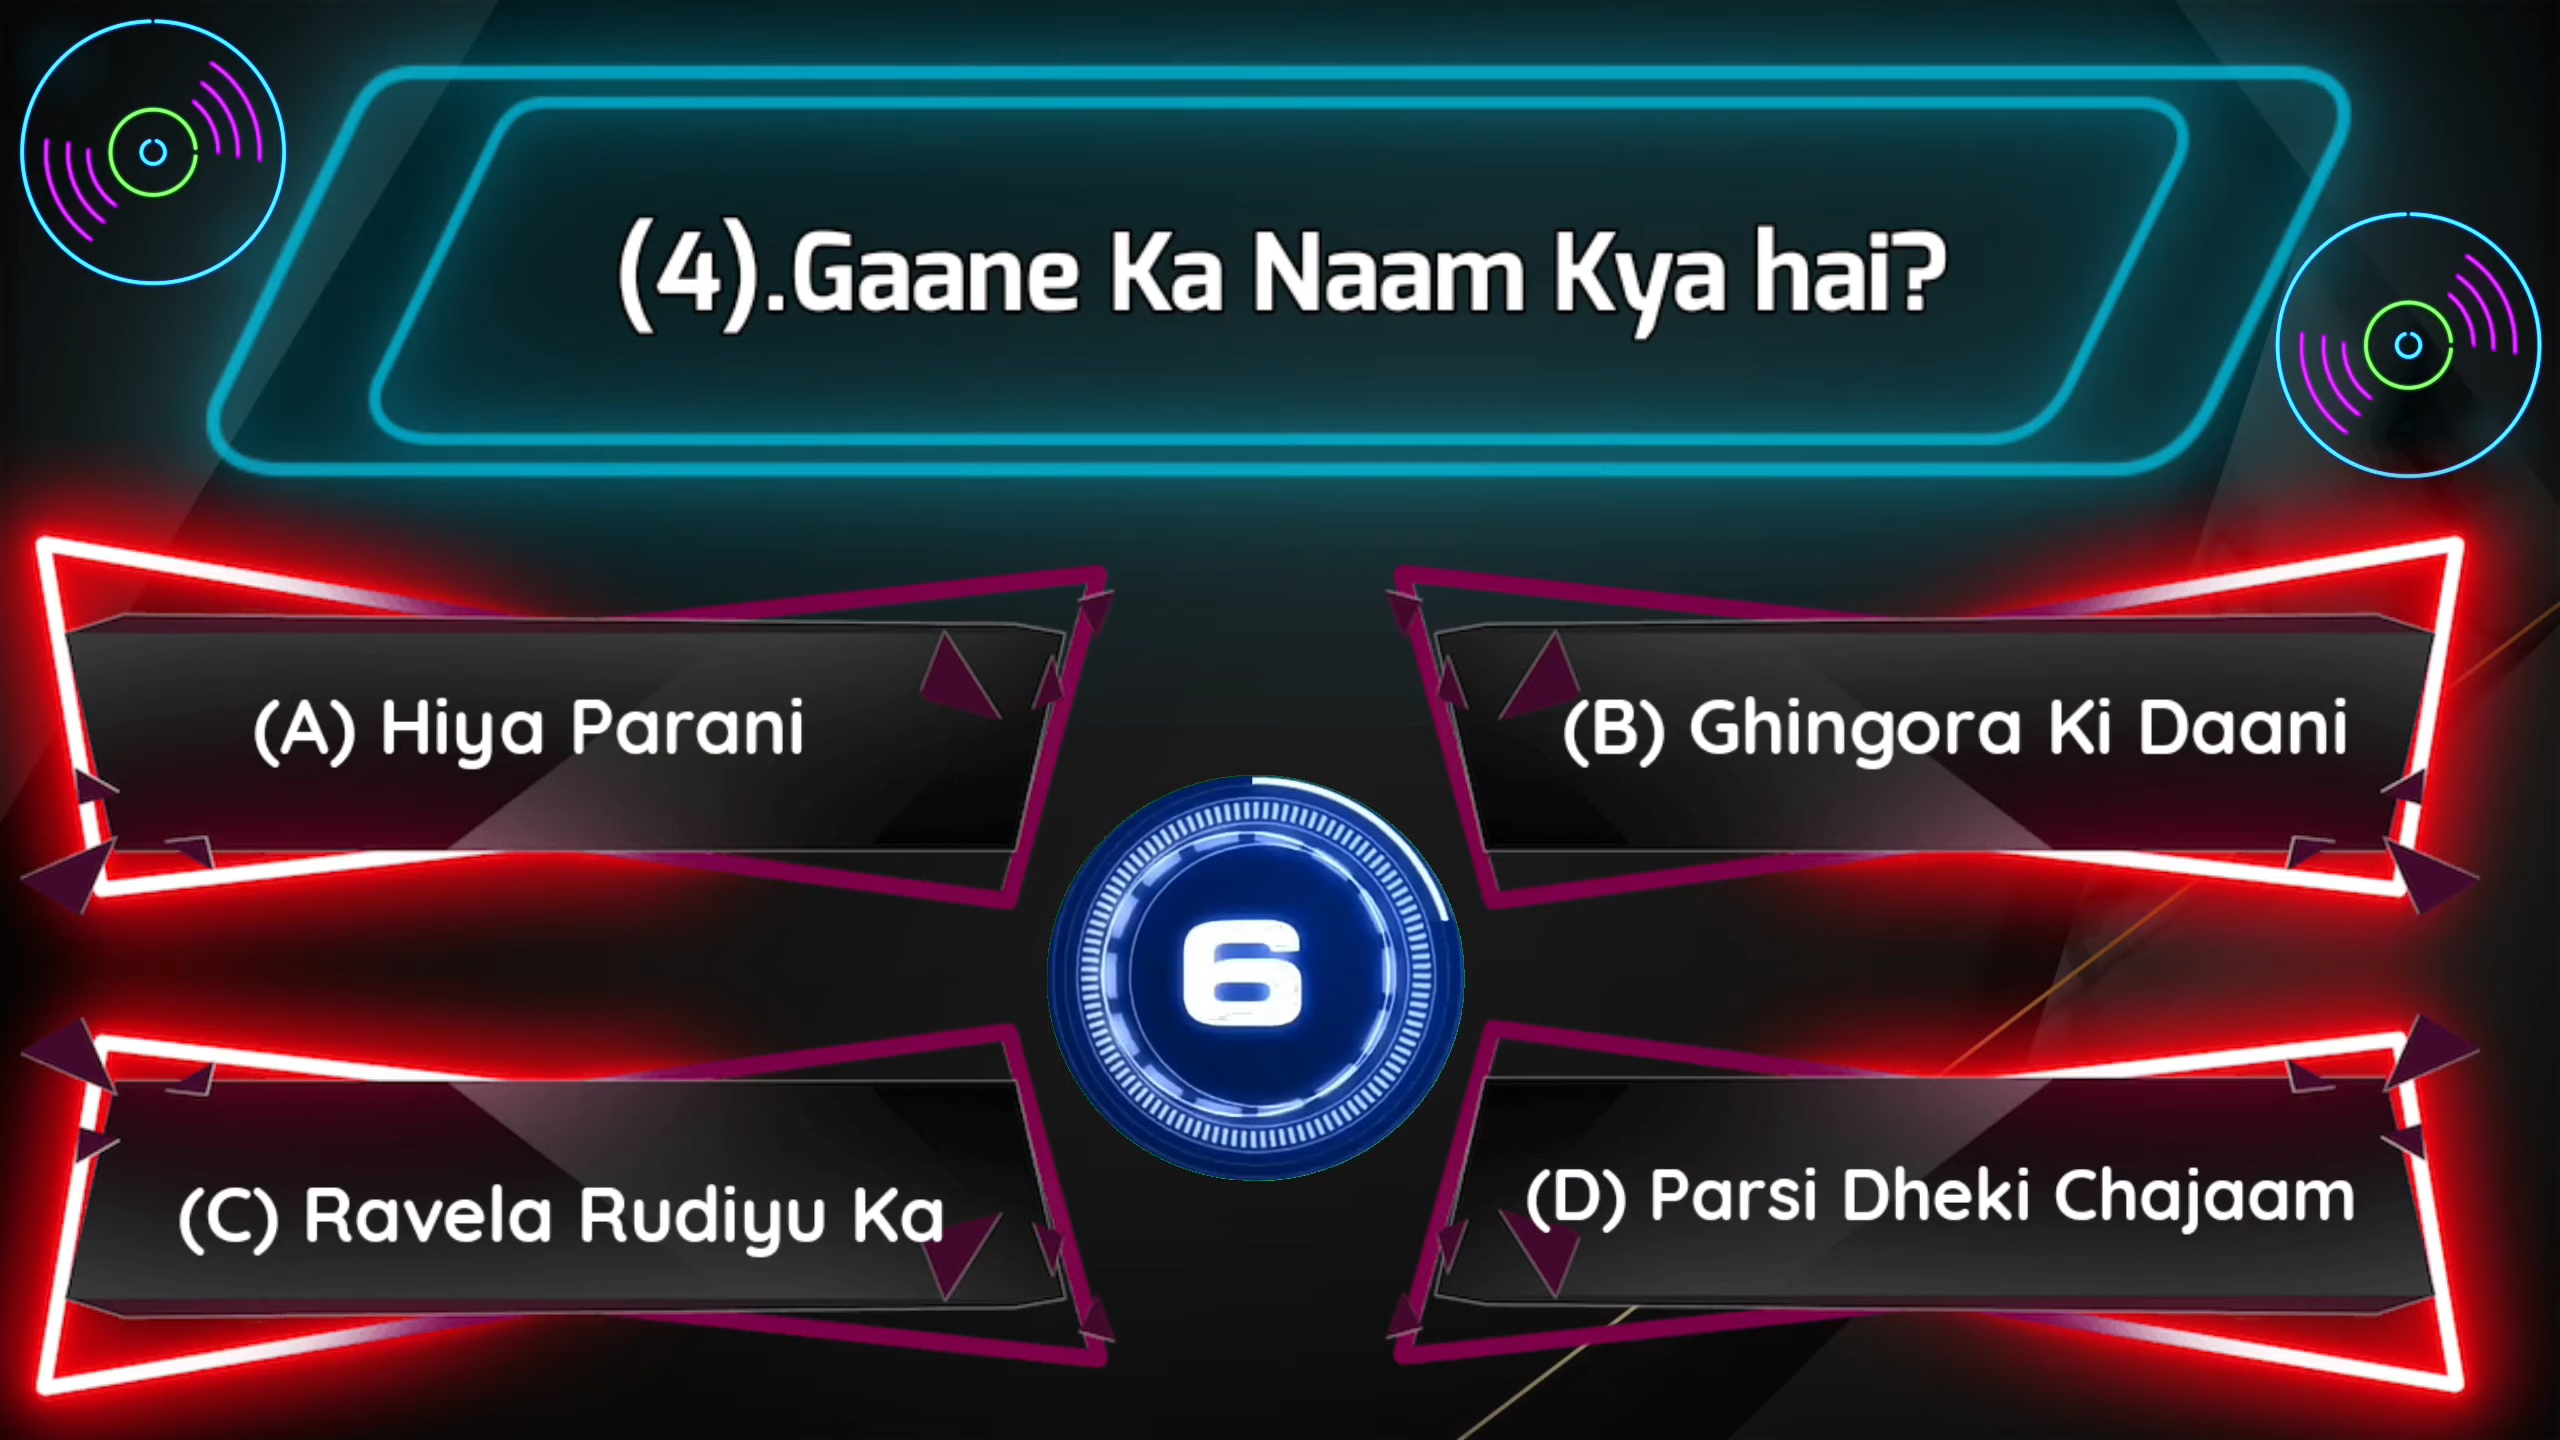 (4).Gaane Ka Naam Kya hai?
(A) Hiya Parani
(B) Ghingora Ki Daani
6
(C) Ravela Rudiyu Ka
(D) Parsi Dheki Chajaam